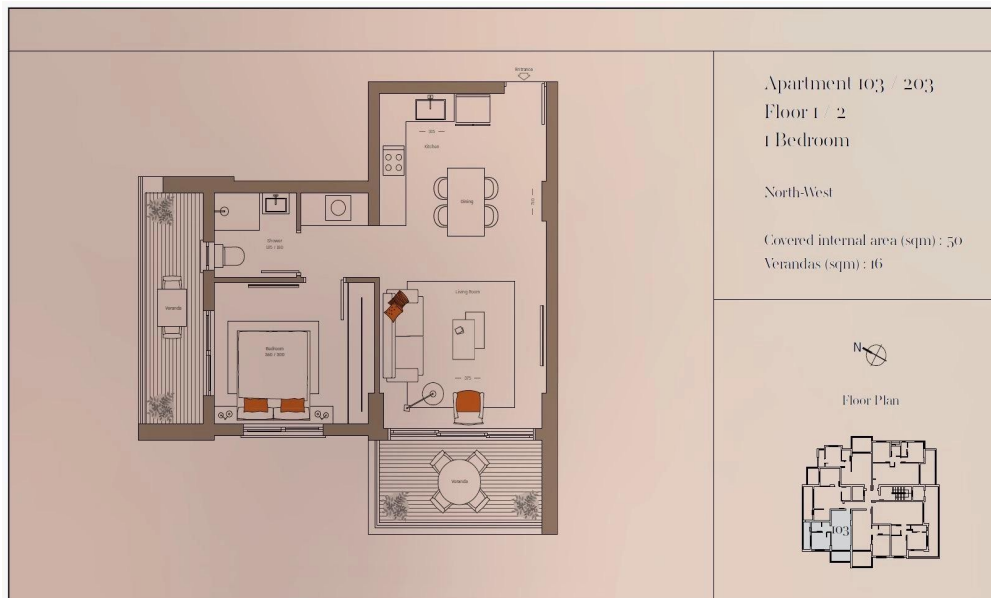 Apartment 103 / 203
Floor 1 / 2
1 Bedroom
North-West
Covered internal area (sqm) : 50
Verandas (sqm) : 16
N
Floor Plan
103
Entrance
Kitchen
Dining
Shower
Living Room
Bedroom
Veranda
Veranda